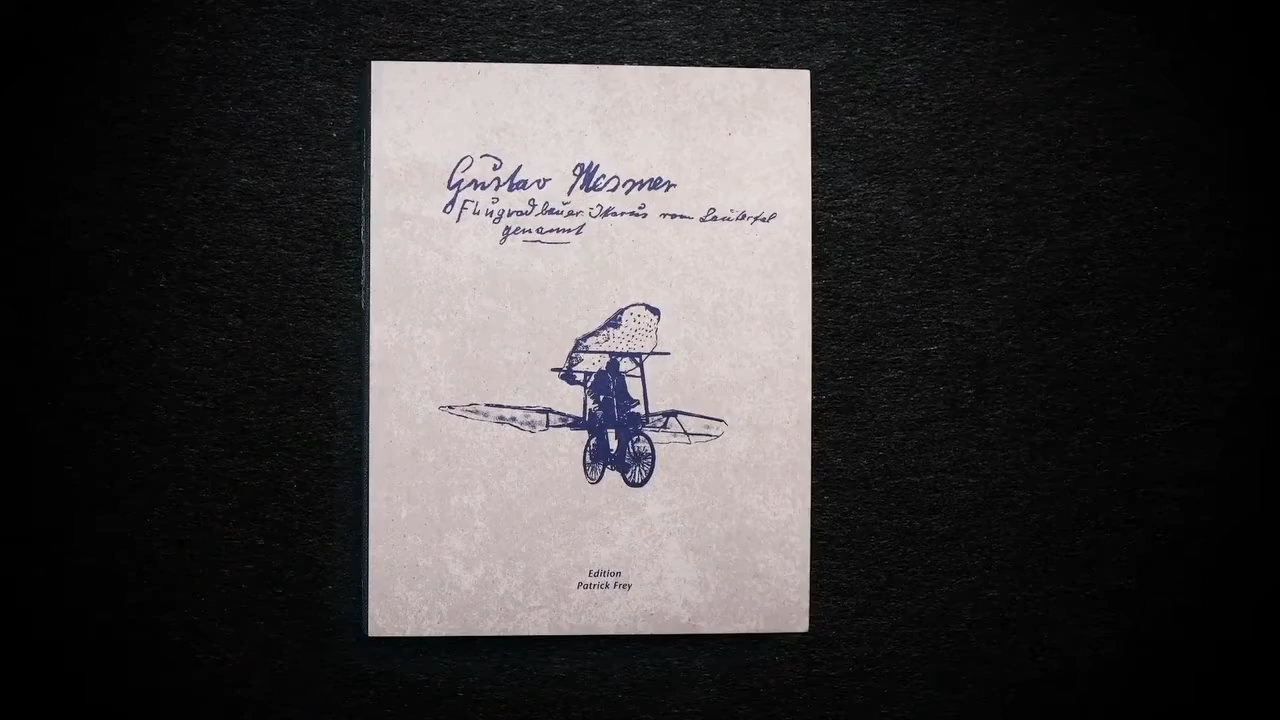 Gustav Mesmer
Flugradbauer. Ikarus vom Lautertal
genannt
Edition
Patrick Frey